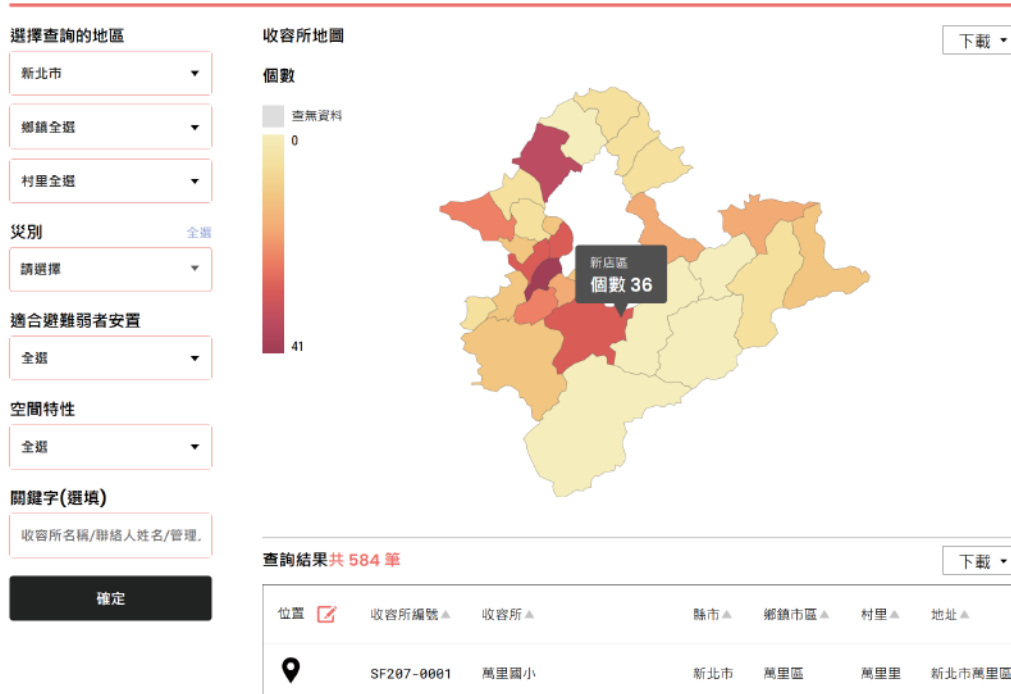 選擇查詢的地區
新北市
鄉鎮全選
村里全選
災別 全選
請選擇
適合避難弱者安置
全選
空間特性
全選
關鍵字(選填)
收容所名稱/聯絡人姓名/管理
確定
收容所地圖
下載
個數
查無資料
0
41
新店區
個數 36
查詢結果共 584 筆
下載
位置 收容所編號 收容所 縣市 鄉鎮市區 村里 地址
SF207-0001 萬里國小 新北市 萬里區 萬里里 新北市萬里區